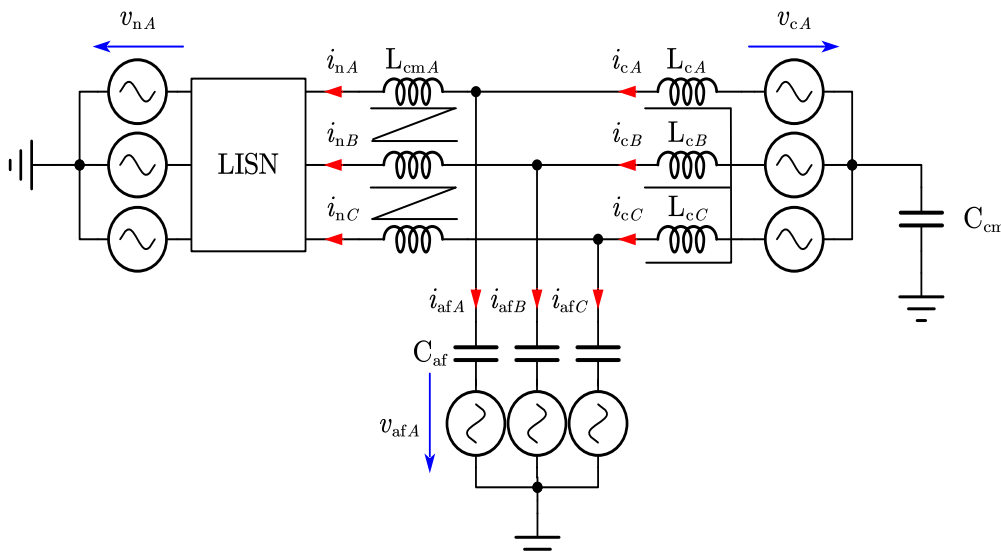 v_nA
v_cA
i_nA
L_cmA
i_cA
L_cA
i_nB
i_cB
L_cB
LISN
i_nC
i_cC
L_cC
C_cm
i_afA
i_afB
i_afC
C_af
v_afA